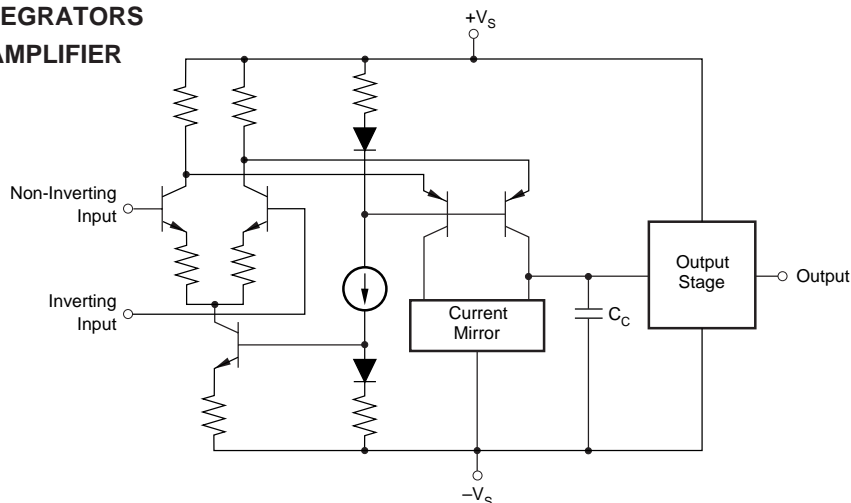 EGRATORS
AMPLIFIER
+VS
Non-Inverting
Input
Inverting
Input
Current
Mirror
CC
Output
Stage
Output
–VS